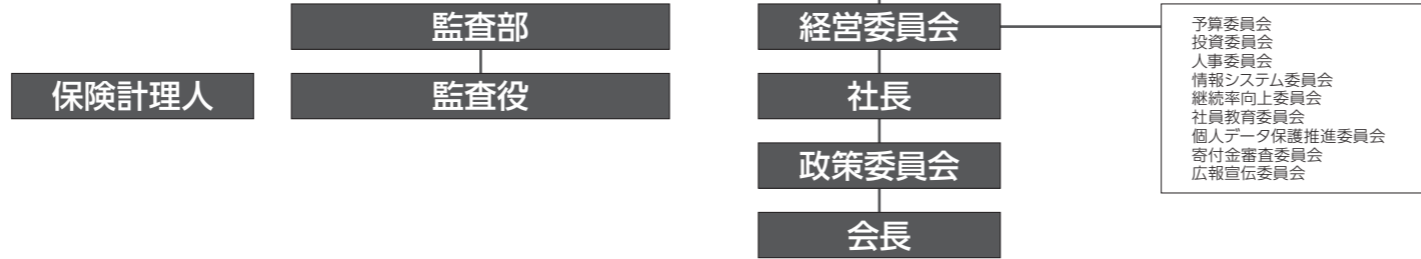 監査部
経営委員会
保険計理人
監査役
社長
政策委員会
会長
予算委員会
投資委員会
人事委員会
情報システム委員会
継続率向上委員会
社員教育委員会
個人データ保護推進委員会
寄付金審査委員会
広報宣伝委員会